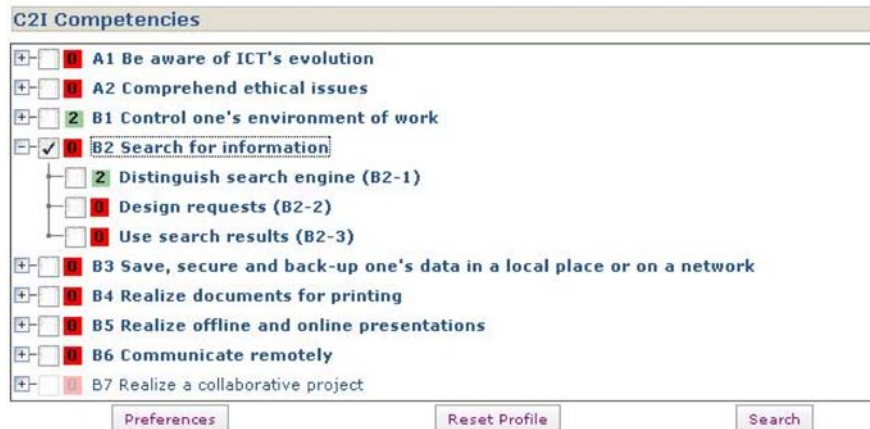 C2I Competencies
0 A1 Be aware of ICT's evolution
0 A2 Comprehend ethical issues
2 B1 Control one's environment of work
0 B2 Search for information
2 Distinguish search engine (B2-1)
0 Design requests (B2-2)
0 Use search results (B2-3)
0 B3 Save, secure and back-up one's data in a local place or on a network
0 B4 Realize documents for printing
0 B5 Realize offline and online presentations
0 B6 Communicate remotely
0 B7 Realize a collaborative project
Preferences Reset Profile Search